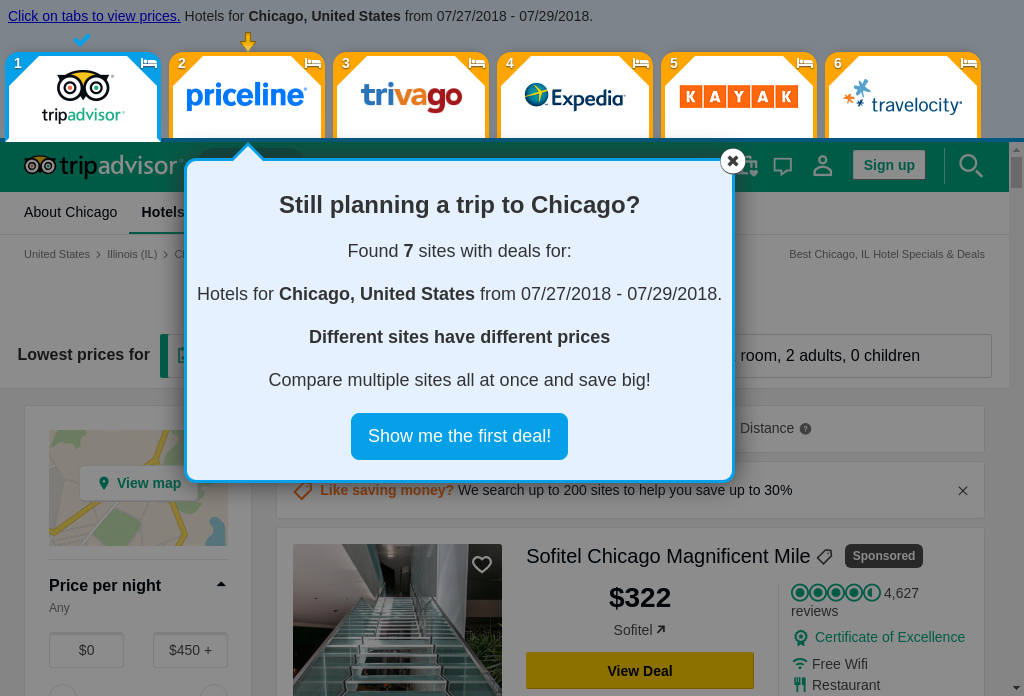 Click on tabs to view prices. Hotels for Chicago, United States from 07/27/2018 - 07/29/2018.
1 tripadvisor
2 priceline
3 trivago
4 Expedia
5 KAYAK
6 travelocity
tripadvisor
Sign up
About Chicago
Hotels
United States
Illinois (IL)
Best Chicago, IL Hotel Specials & Deals
Still planning a trip to Chicago?
Found 7 sites with deals for:
Hotels for Chicago, United States from 07/27/2018 - 07/29/2018.
Different sites have different prices
Compare multiple sites all at once and save big!
Show me the first deal!
Lowest prices for
room, 2 adults, 0 children
Distance
View map
Like saving money? We search up to 200 sites to help you save up to 30%
Price per night
Any
$0
$450 +
Sofitel Chicago Magnificent Mile
Sponsored
$322
Sofitel
View Deal
4,627
reviews
Certificate of Excellence
Free Wifi
Restaurant